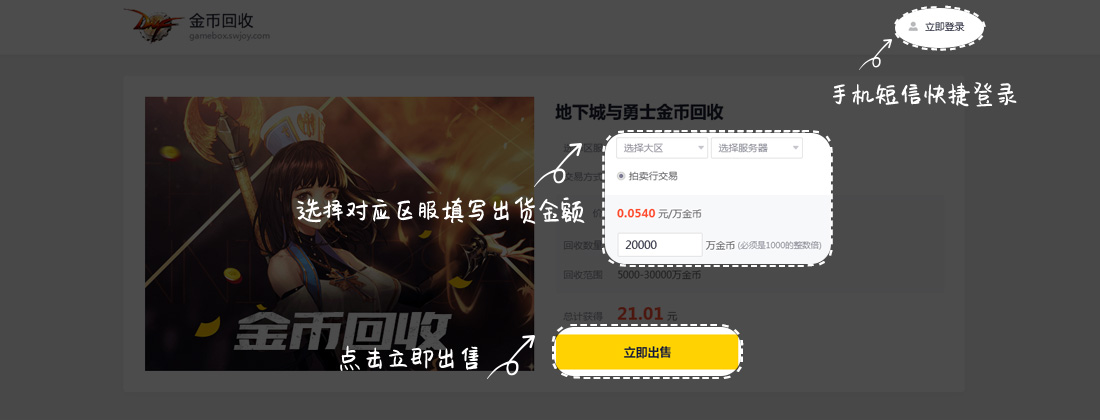 金币回收
gamebox.swjoy.com
立即登录
手机短信快捷登录
地下城与勇士金币回收
选择大区
选择服务器
拍卖行交易
选择对应区服填写出货金额
0.0540 元/万金币
回收数量 20000 万金币 (必须是1000的整数倍)
回收范围 5000-30000万金币
总计获得 21.01 元
金币回收
点击立即出售
立即出售